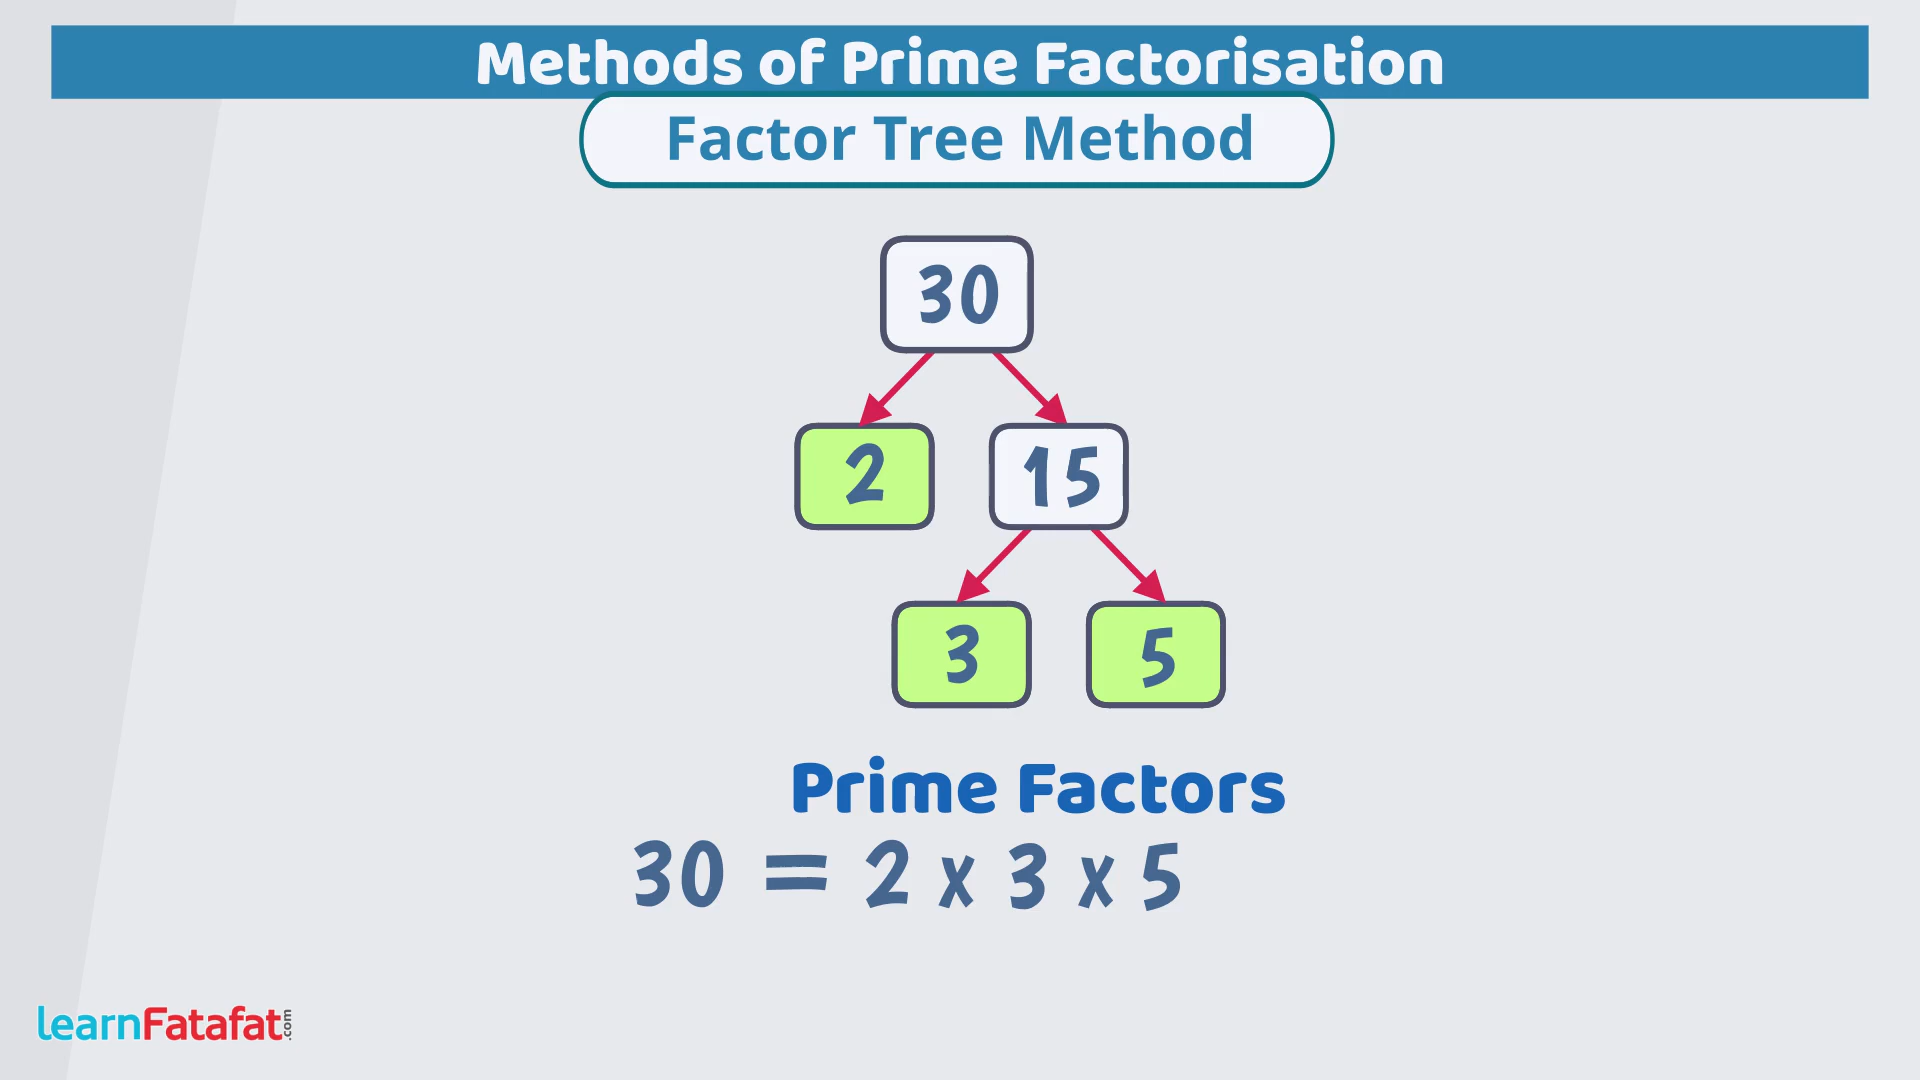 Methods of Prime Factorisation
Factor Tree Method
30
2 15
3 5
Prime Factors
30 = 2 x 3 x 5
learnFatafat.com